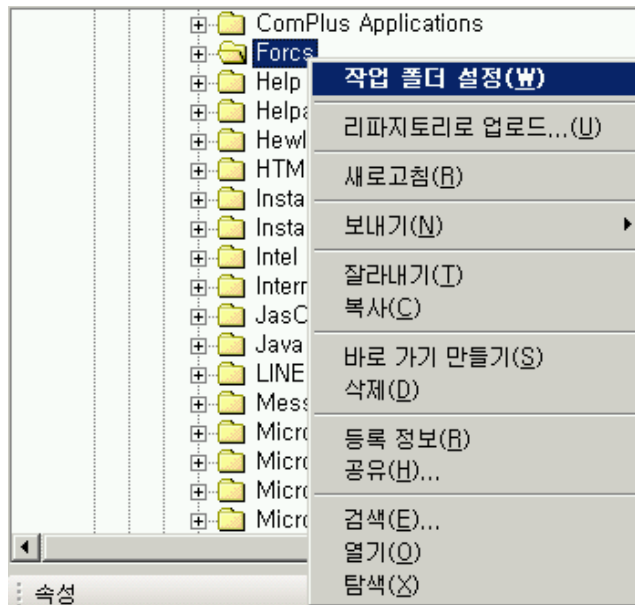 ComPlus Applications
Forcs
Help
Helpa
Hewl
HTM
Insta
Insta
Intel
Intern
JasC
Java
LINE
Mess
Micro
Micro
Micro
Micro
작업 폴더 설정(W)
리파지토리로 업로드...(U)
새로고침(R)
보내기(N)
잘라내기(T)
복사(C)
바로 가기 만들기(S)
삭제(D)
등록 정보(R)
공유(H)...
검색(E)...
열기(O)
탐색(X)
속성